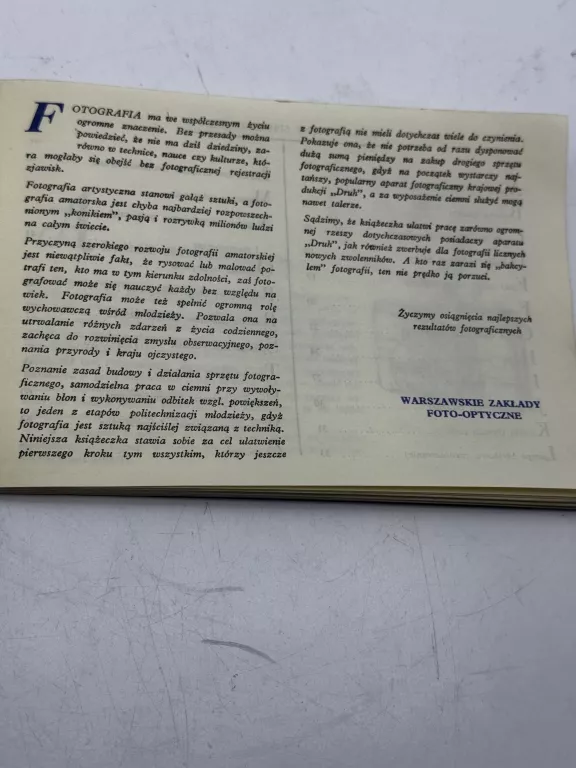 FOTOGRAFIA ma we współczesnym życiu
ogromne znaczenie. Bez przesady można
powiedzieć, że nie ma dziś dziedziny, za-
równo w technice, nauce czy kulturze, któ-
ra mogłaby się obejść bez fotograficznej rejestracji
zjawisk.
Fotografia artystyczna stanowi gałąź sztuki, a foto-
grafia amatorska jest chyba najbardziej rozpowszech-
nionym „konikiem”, pasją i rozrywką milionów ludzi
na całym świecie.
Przyczyną szerokiego rozwoju fotografii amatorskiej
jest niewątpliwie fakt, że rysować lub malować po-
trafi ten, kto ma w tym kierunku zdolności, zaś foto-
grafować może się nauczyć każdy bez względu na
wiek. Fotografia może też spełnić ogromną rolę
wychowawczą wśród młodzieży. Pozwala ona na
utrwalanie różnych zdarzeń z życia codziennego,
zachęca do rozwinięcia zmysłu obserwacyjnego, poz-
nania przyrody i kraju ojczystego.
Poznanie zasad budowy i działania sprzętu fotogra-
ficznego, samodzielna praca w ciemni przy wywoły-
waniu błon i wykonywaniu odbitek wzgl. powiększeń,
to jeden z etapów politechnizacji młodzieży, gdyż
fotografia jest sztuką najściślej związaną z techniką.
Niniejsza książeczka stawia sobie za cel ułatwienie
pierwszego kroku tym wszystkim, którzy jeszcze
z fotografią nie mieli dotychczas wiele do czynienia.
Pokazuje ona, że nie potrzeba od razu dysponować
dużą sumą pieniędzy na zakup drogiego sprzętu
fotograficznego, gdyż na początek wystarczy naj-
tańszy, popularny aparat fotograficzny krajowej pro-
dukcji „Druh”, a za wyposażenie ciemni służyć mogą
nawet talerze.
Sądzimy, że książeczka ułatwi pracę zarówno ogrom-
nej rzeszy dotychczasowych posiadaczy aparatu
„Druh”, jak również zwerbuje dla fotografii licznych
nowych zwolenników. A kto raz zarazi się „bakcy-
lem” fotografii, ten nie prędko ją porzuci.
Życzymy osiągnięcia najlepszych
rezultatów fotograficznych
WARSZAWSKIE ZAKŁADY
FOTO-OPTYCZNE